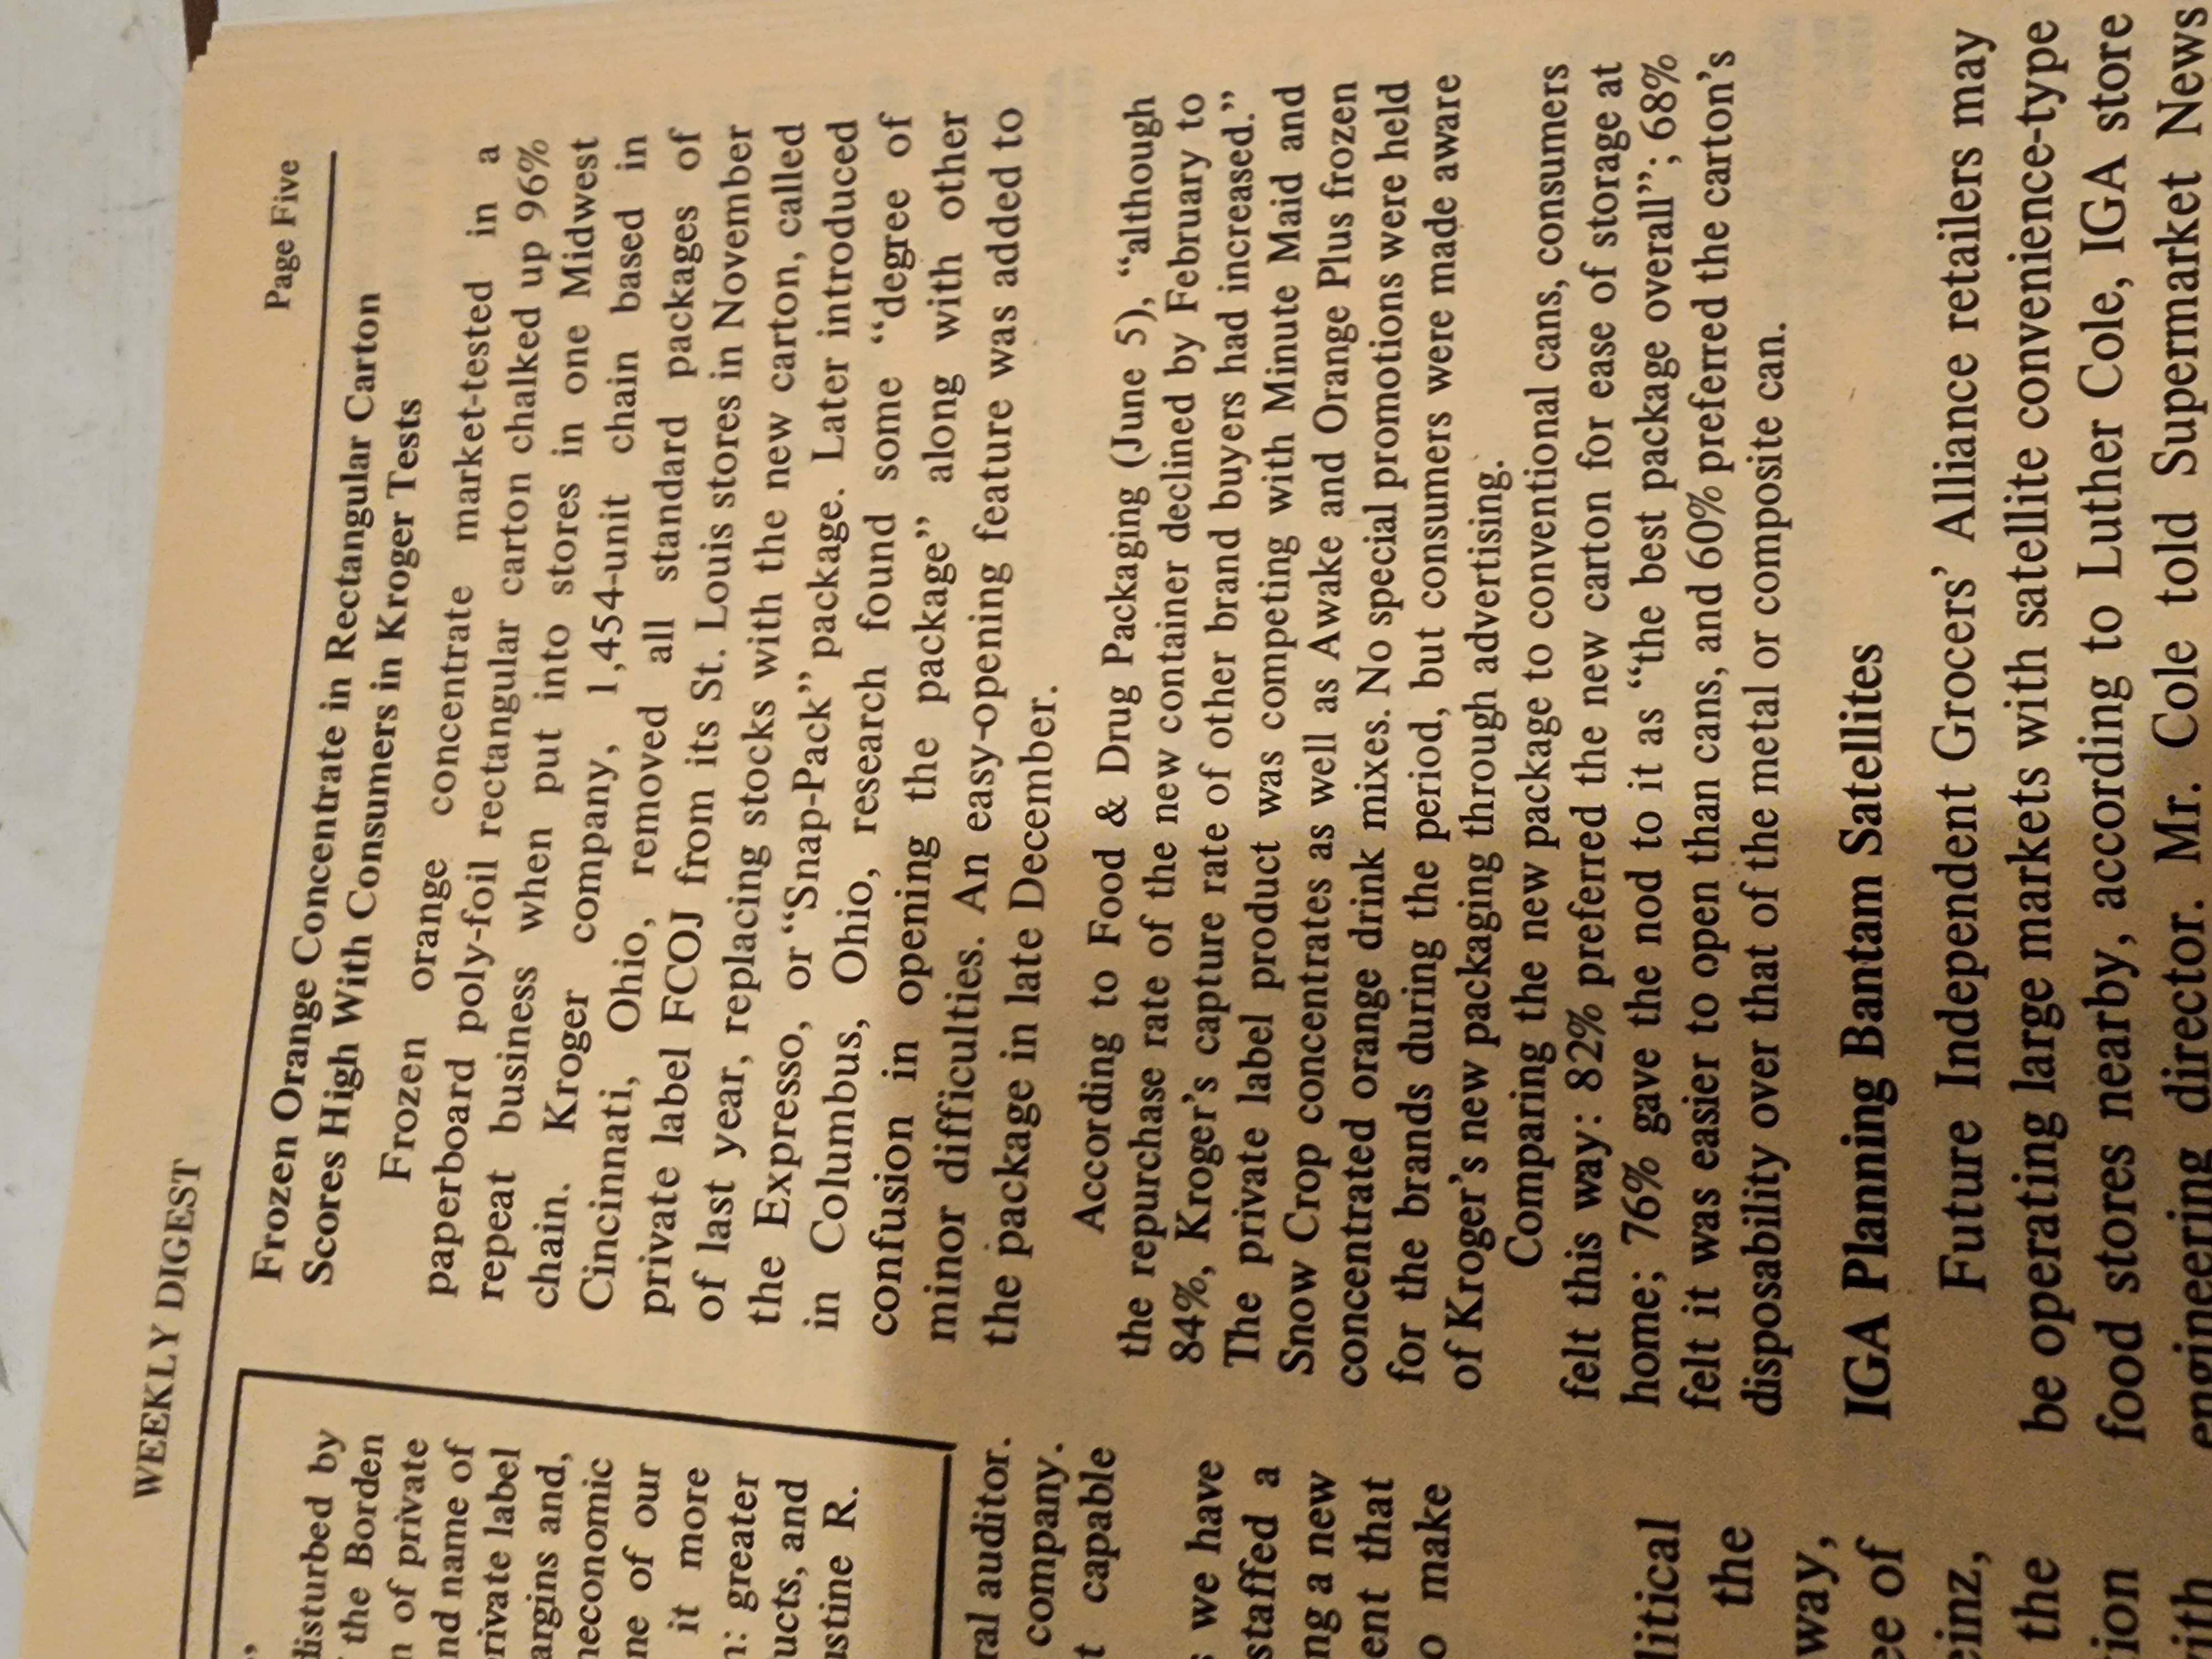 WEEKLY DIGEST
Page Five
disturbed by
the Borden
of private
name of
private label
margins and,
of our
it more
greater
and
R.
auditor.
company.
capable
we have
staffed a
a new
that
make
the
way,
of
the
Frozen Orange Concentrate in Rectangular Carton
Scores High With Consumers in Kroger Tests
Frozen orange concentrate market-tested in a
paperboard poly-foil rectangular carton chalked up 96%
repeat business when put into stores in one Midwest
chain. Kroger company, 1,454-unit chain based in
Cincinnati, Ohio, removed all standard packages of
private label FCOJ from its St. Louis stores in November
of last year, replacing stocks with the new carton, called
the Expresso, or “Snap-Pack” package. Later introduced
in Columbus, Ohio, research found some “degree of
confusion in opening the package” along with other
minor difficulties. An easy-opening feature was added to
the package in late December.
According to Food & Drug Packaging (June 5), “although
the repurchase rate of the new container declined by February to
84%, Kroger’s capture rate of other brand buyers had increased.”
The private label product was competing with Minute Maid and
Snow Crop concentrates as well as Awake and Orange Plus frozen
concentrated orange drink mixes. No special promotions were held
for the brands during the period, but consumers were made aware
of Kroger’s new packaging through advertising.
Comparing the new package to conventional cans, consumers
felt this way: 82% preferred the new carton for ease of storage at
home; 76% gave the nod to it as “the best package overall”; 68%
felt it was easier to open than cans, and 60% preferred the carton’s
disposability over that of the metal or composite can.
IGA Planning Bantam Satellites
Future Independent Grocers’ Alliance retailers may
be operating large markets with satellite convenience-type
food stores nearby, according to Luther Cole, IGA store
engineering director. Mr. Cole told Supermarket News